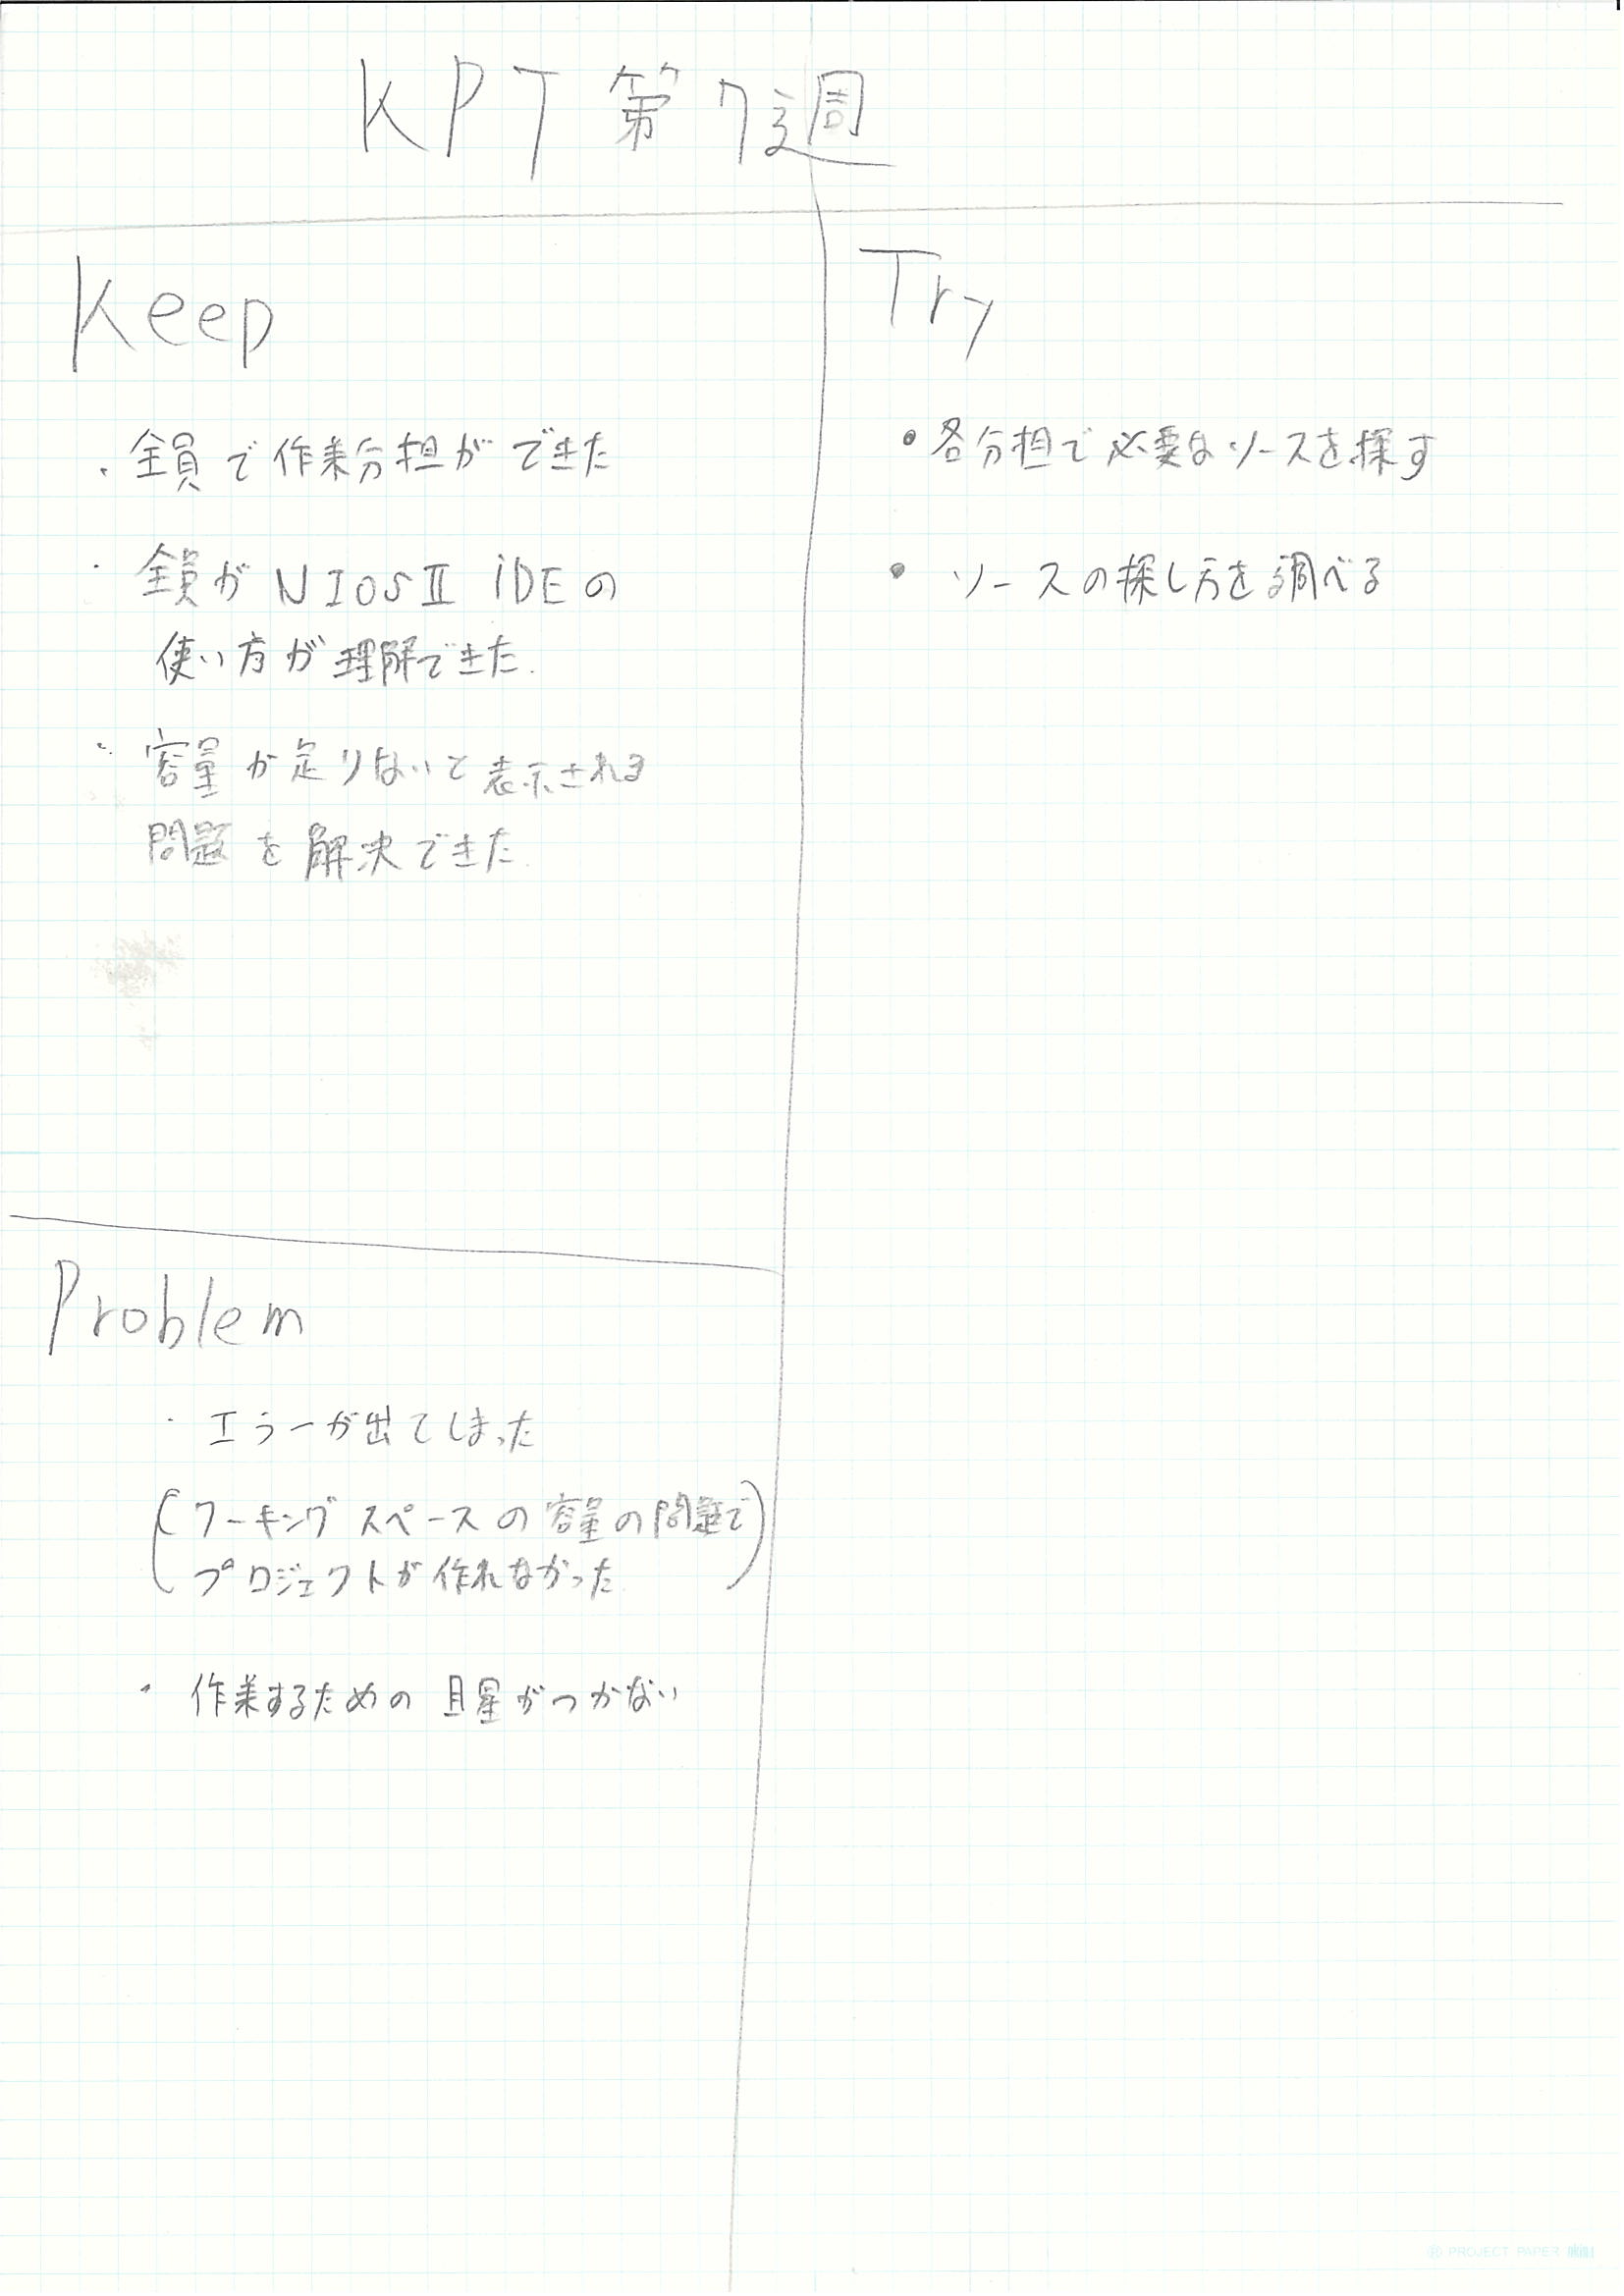 KPT 第7週
Keep
・全員で作業分担ができた
・全員がNIOSⅡ iDEの
使い方が理解できた.
・容量が足りないと表示される
問題を解決できた.
Problem
・エラーが出てしまった
(ワーキングスペースの容量の問題で
プロジェクトが作れなかった)
・作業するための目星がつかない
Try
・各分担で必要なソースを探す
・ソースの探し方を調べる
PROJECT PAPER